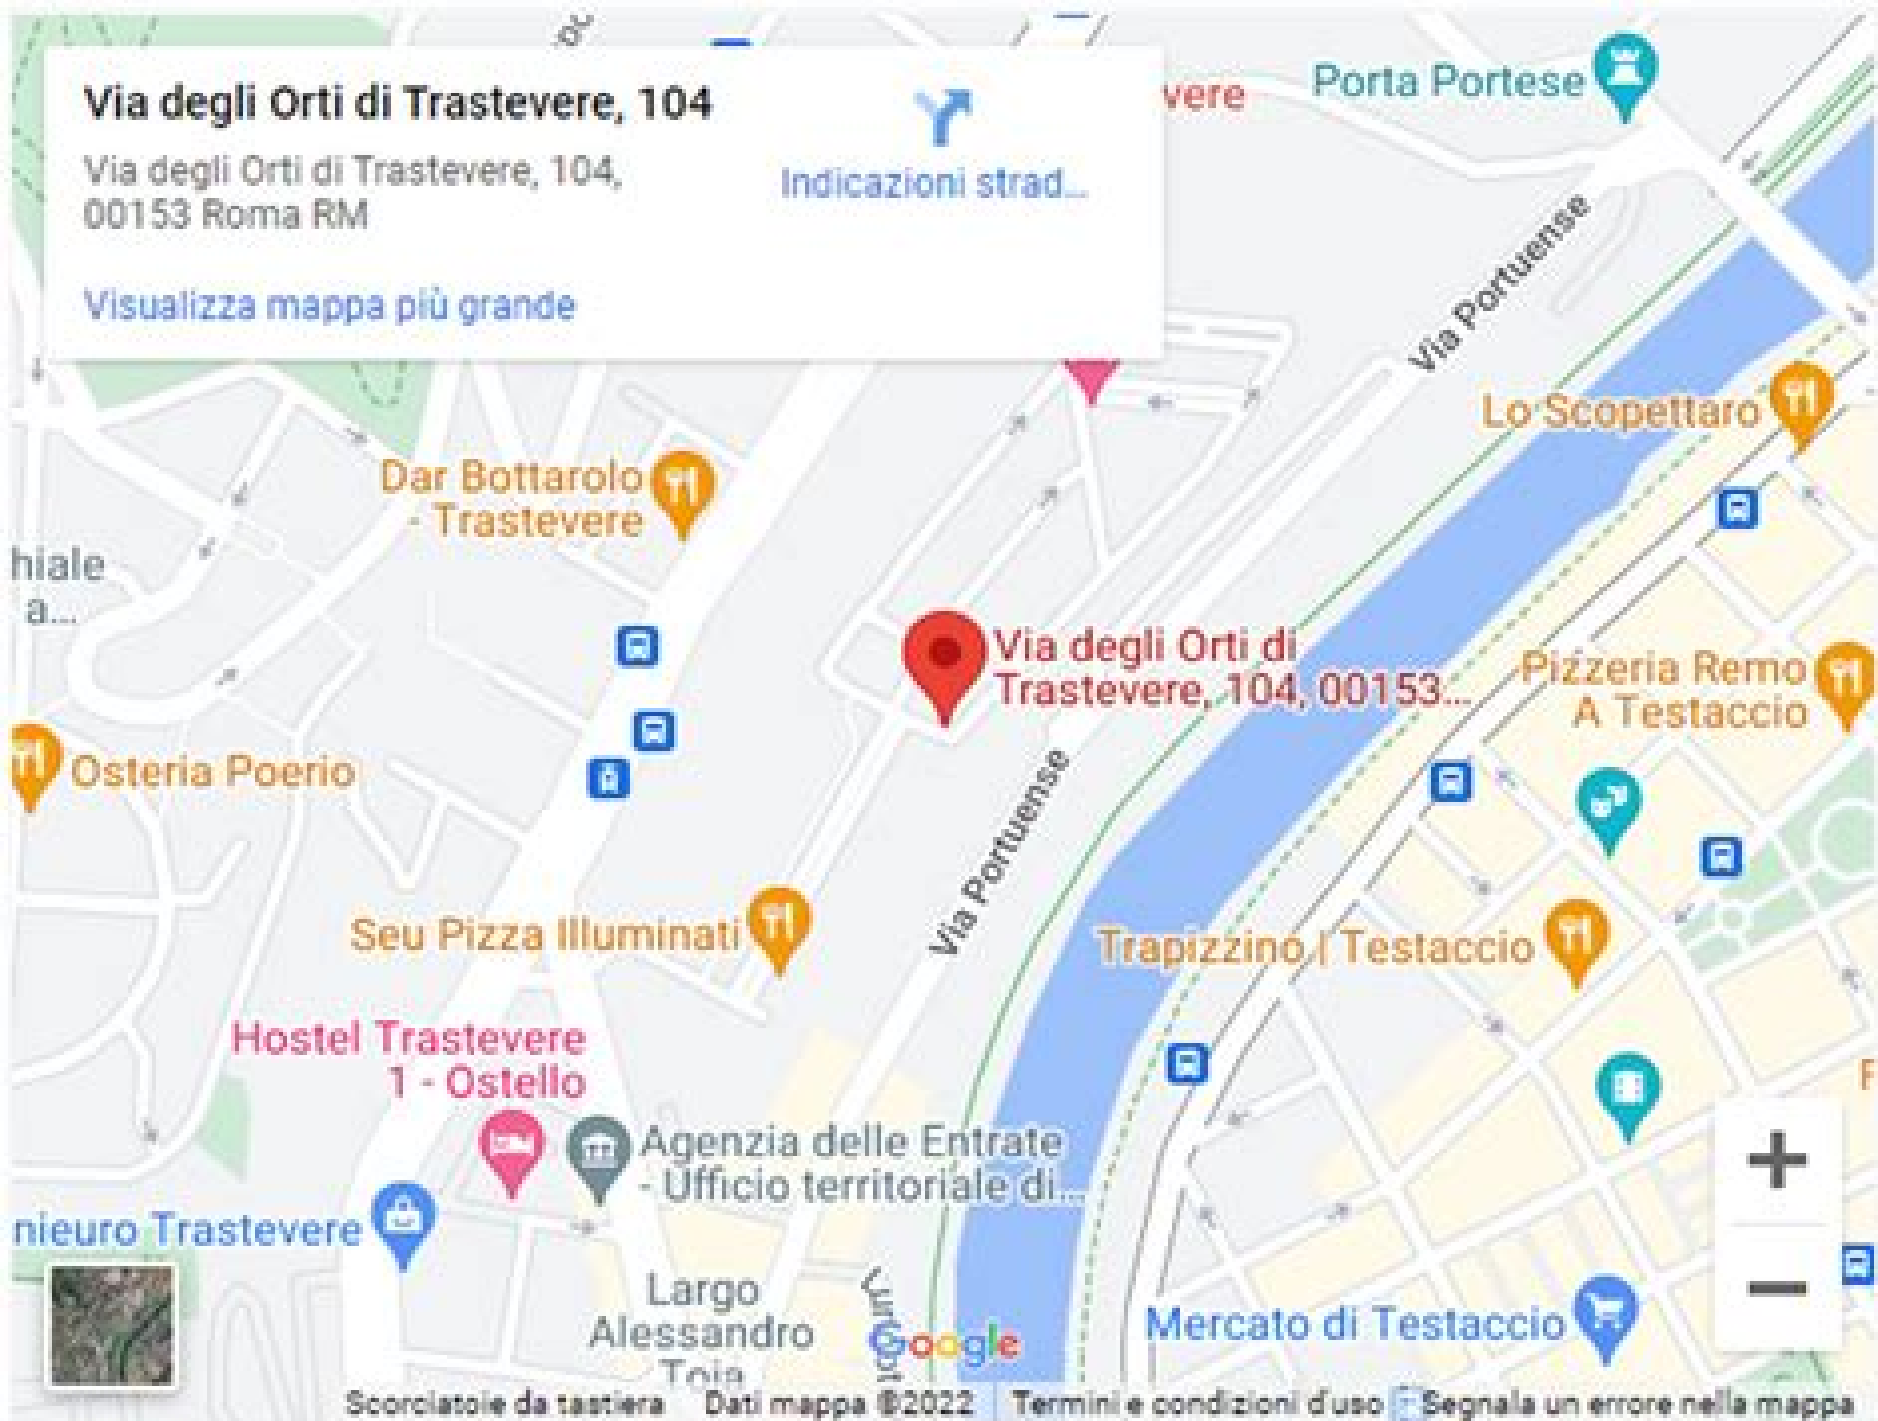 Via degli Orti di Trastevere, 104
Via degli Orti di Trastevere, 104,
00153 Roma RM
Indicazioni strad...
Visualizza mappa più grande
vere
Porta Portese
Via Portuense
Lo Scopettaro
Dar Bottarolo
- Trastevere
hiale
a...
Via degli Orti di
Trastevere, 104, 00153...
Pizzeria Remo
A Testaccio
Osteria Poerio
Via Portuense
Seu Pizza Illuminati
Trapizzino | Testaccio
Hostel Trastevere
1 - Ostello
Agenzia delle Entrate
- Ufficio territoriale di...
nieuro Trastevere
Largo
Alessandro
Toja
Mercato di Testaccio
Google
Scorciatoie da tastiera
Dati mappa ©2022
Termini e condizioni d'uso
Segnala un errore nella mappa